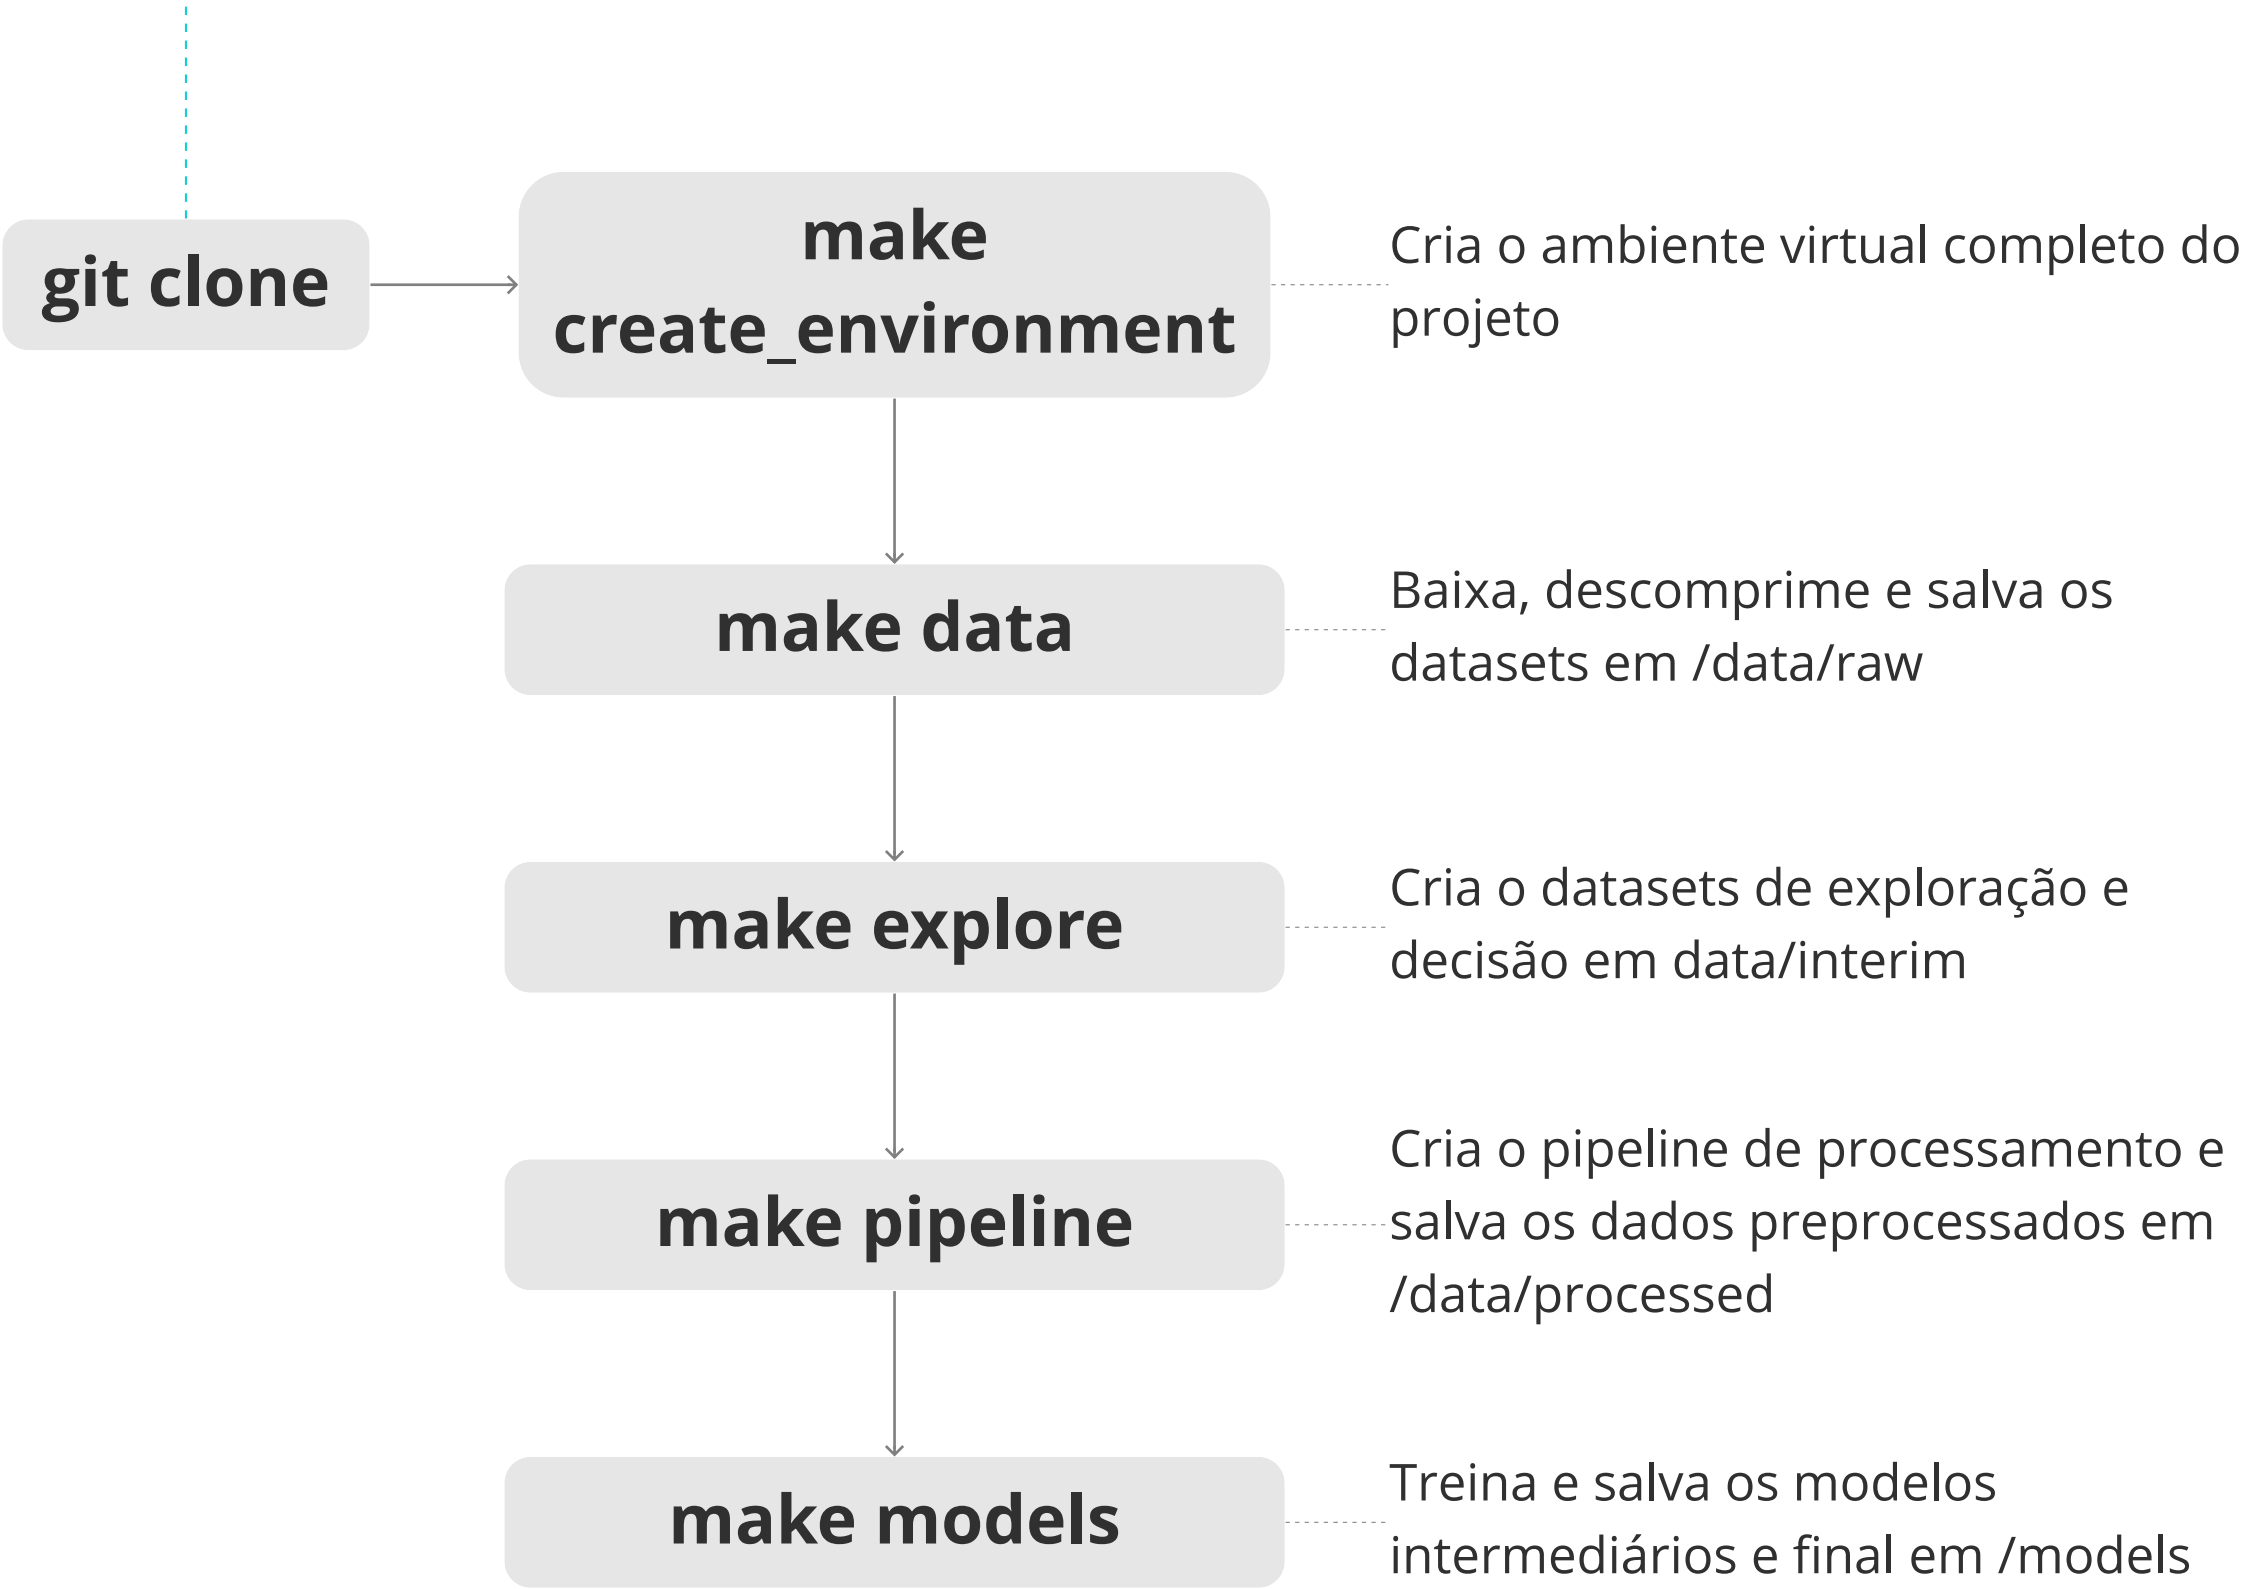 git clone
make
create_environment
Cria o ambiente virtual completo do
projeto
make data
Baixa, descomprime e salva os
datasets em /data/raw
make explore
Cria o datasets de exploração e
decisão em data/interim
make pipeline
Cria o pipeline de processamento e
salva os dados preprocessados em
/data/processed
make models
Treina e salva os modelos
intermediários e final em /models